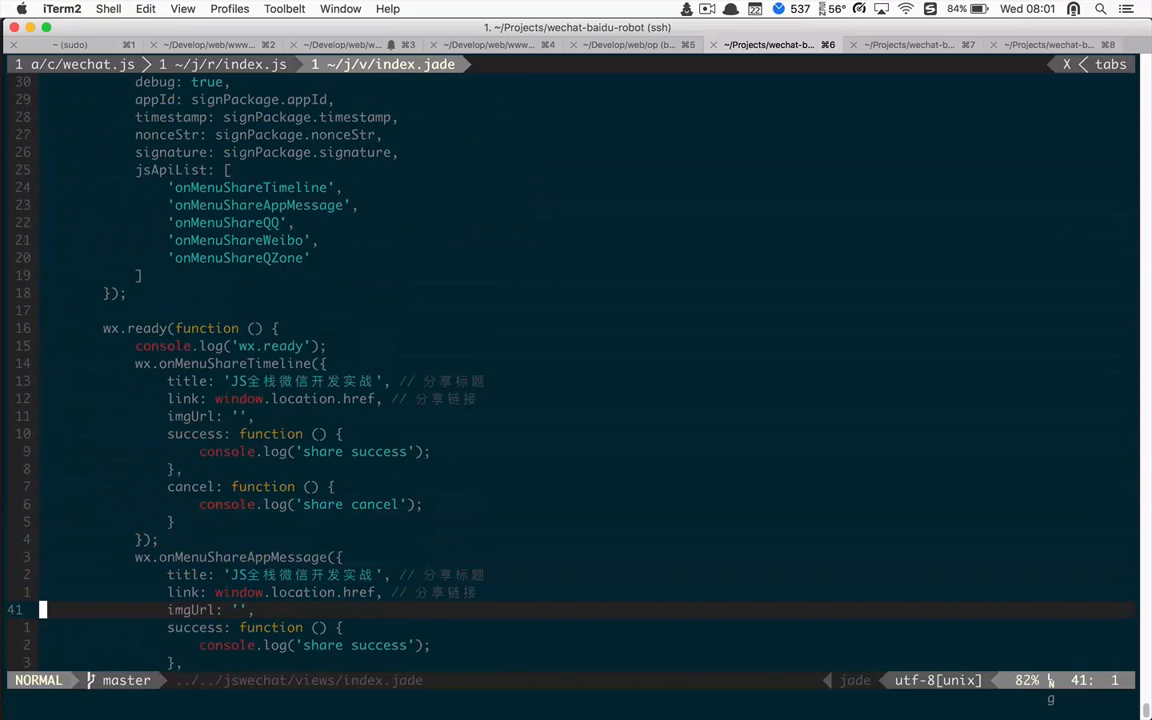 iTerm2 Shell Edit View Profiles Toolbelt Window Help 22 537 56° 84% Wed 08:01
1. ~/Projects/wechat-baidu-robot (ssh)
~ (sudo) ⌘1 ~/Develop/web/www... ⌘2 ~/Develop/web/w... ⌘3 ~/Develop/web/www... ⌘4 ~/Develop/web/op (b... ⌘5 ~/Projects/wechat-b... ⌘6 ~/Projects/wechat-b... ⌘7 ~/Projects/wechat-b... ⌘8
1 a/c/wechat.js 1 ~/j/r/index.js 1 ~/j/v/index.jade X tabs
30 debug: true,
29 appId: signPackage.appId,
28 timestamp: signPackage.timestamp,
27 nonceStr: signPackage.nonceStr,
26 signature: signPackage.signature,
25 jsApiList: [
24 'onMenuShareTimeline',
23 'onMenuShareAppMessage',
22 'onMenuShareQQ',
21 'onMenuShareWeibo',
20 'onMenuShareQZone'
19 ]
18 });
17
16 wx.ready(function () {
15 console.log('wx.ready');
14 wx.onMenuShareTimeline({
13 title: 'JS全栈微信开发实战', // 分享标题
12 link: window.location.href, // 分享链接
11 imgUrl: '',
10 success: function () {
9 console.log('share success');
8 },
7 cancel: function () {
6 console.log('share cancel');
5 }
4 });
3 wx.onMenuShareAppMessage({
2 title: 'JS全栈微信开发实战', // 分享标题
1 link: window.location.href, // 分享链接
41 imgUrl: '',
1 success: function () {
2 console.log('share success');
3 },
NORMAL master ../../jswechat/views/index.jade jade utf-8[unix] 82% 41: 1
g